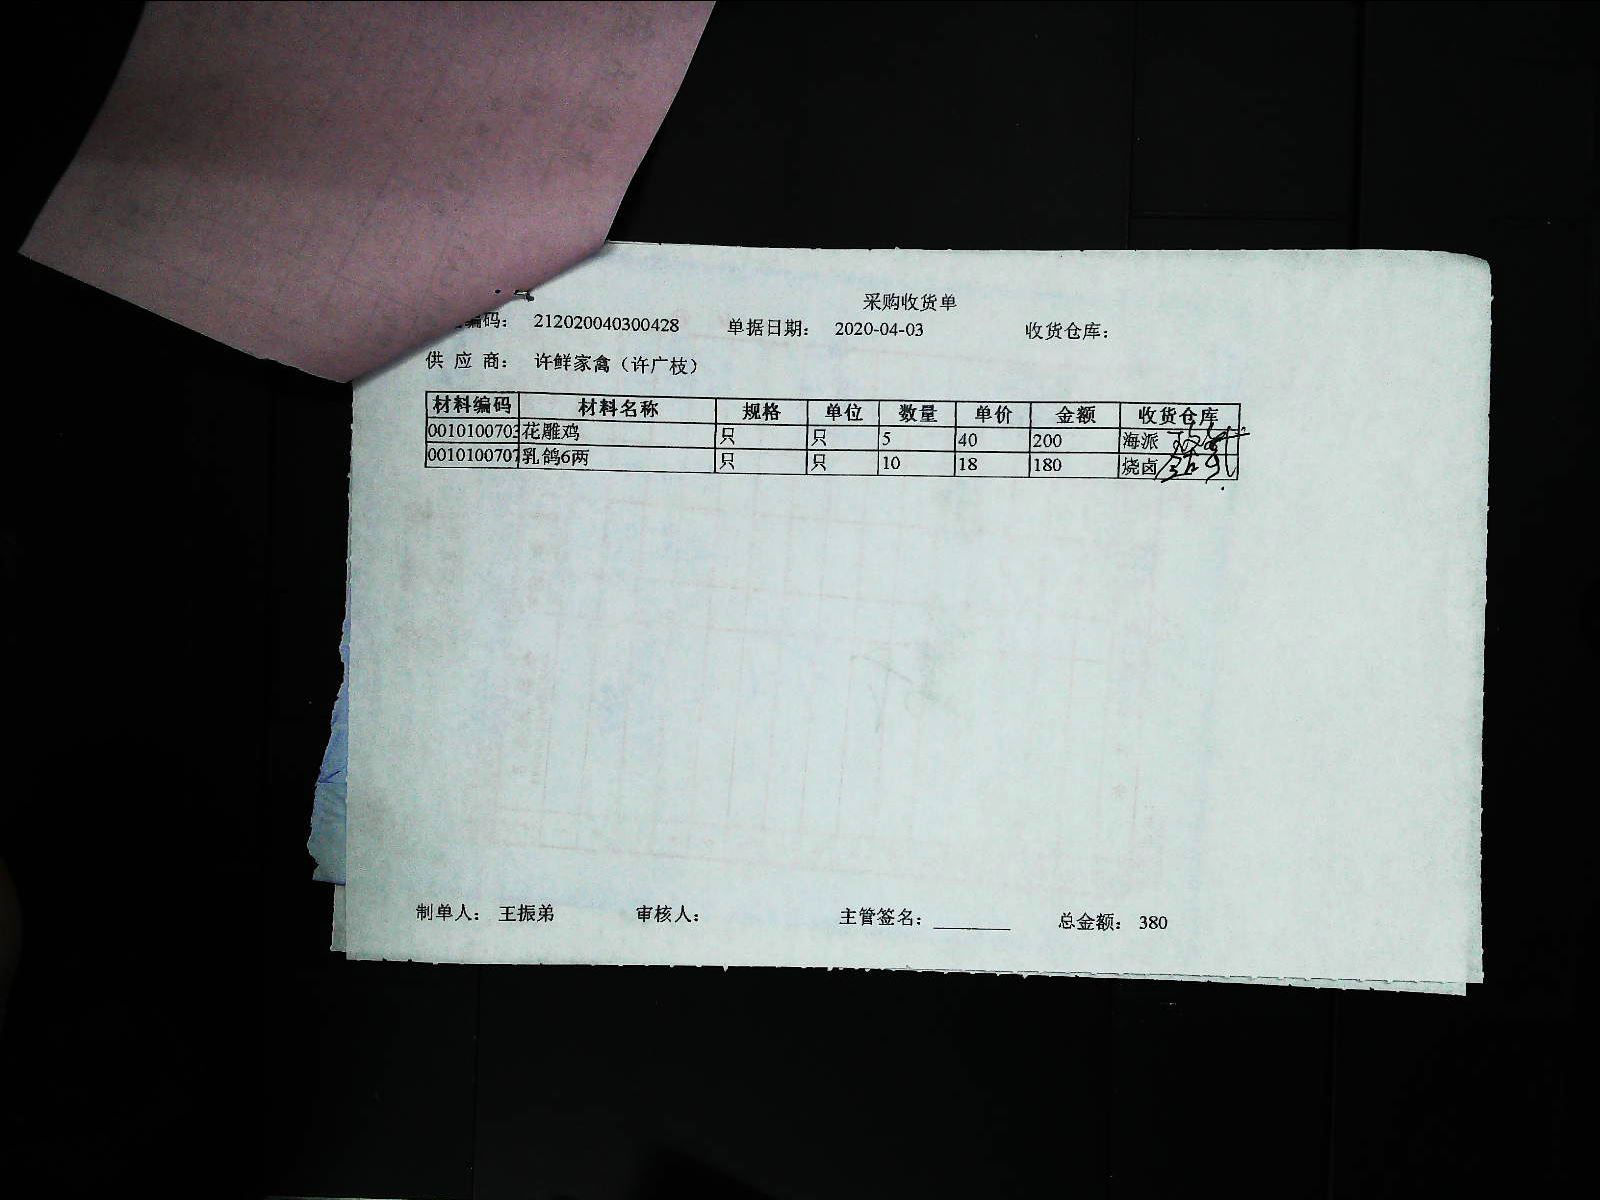 采购收货单
编码： 212020040300428 单据日期： 2020-04-03 收货仓库：
供 应 商： 许鲜家禽（许广枝）
材料编码 材料名称 规格 单位 数量 单价 金额 收货仓库
0010100703 花雕鸡 只 只 5 40 200 海派
0010100707 乳鸽6两 只 只 10 18 180 烧卤
制单人： 王振弟 审核人： 主管签名： 总金额： 380